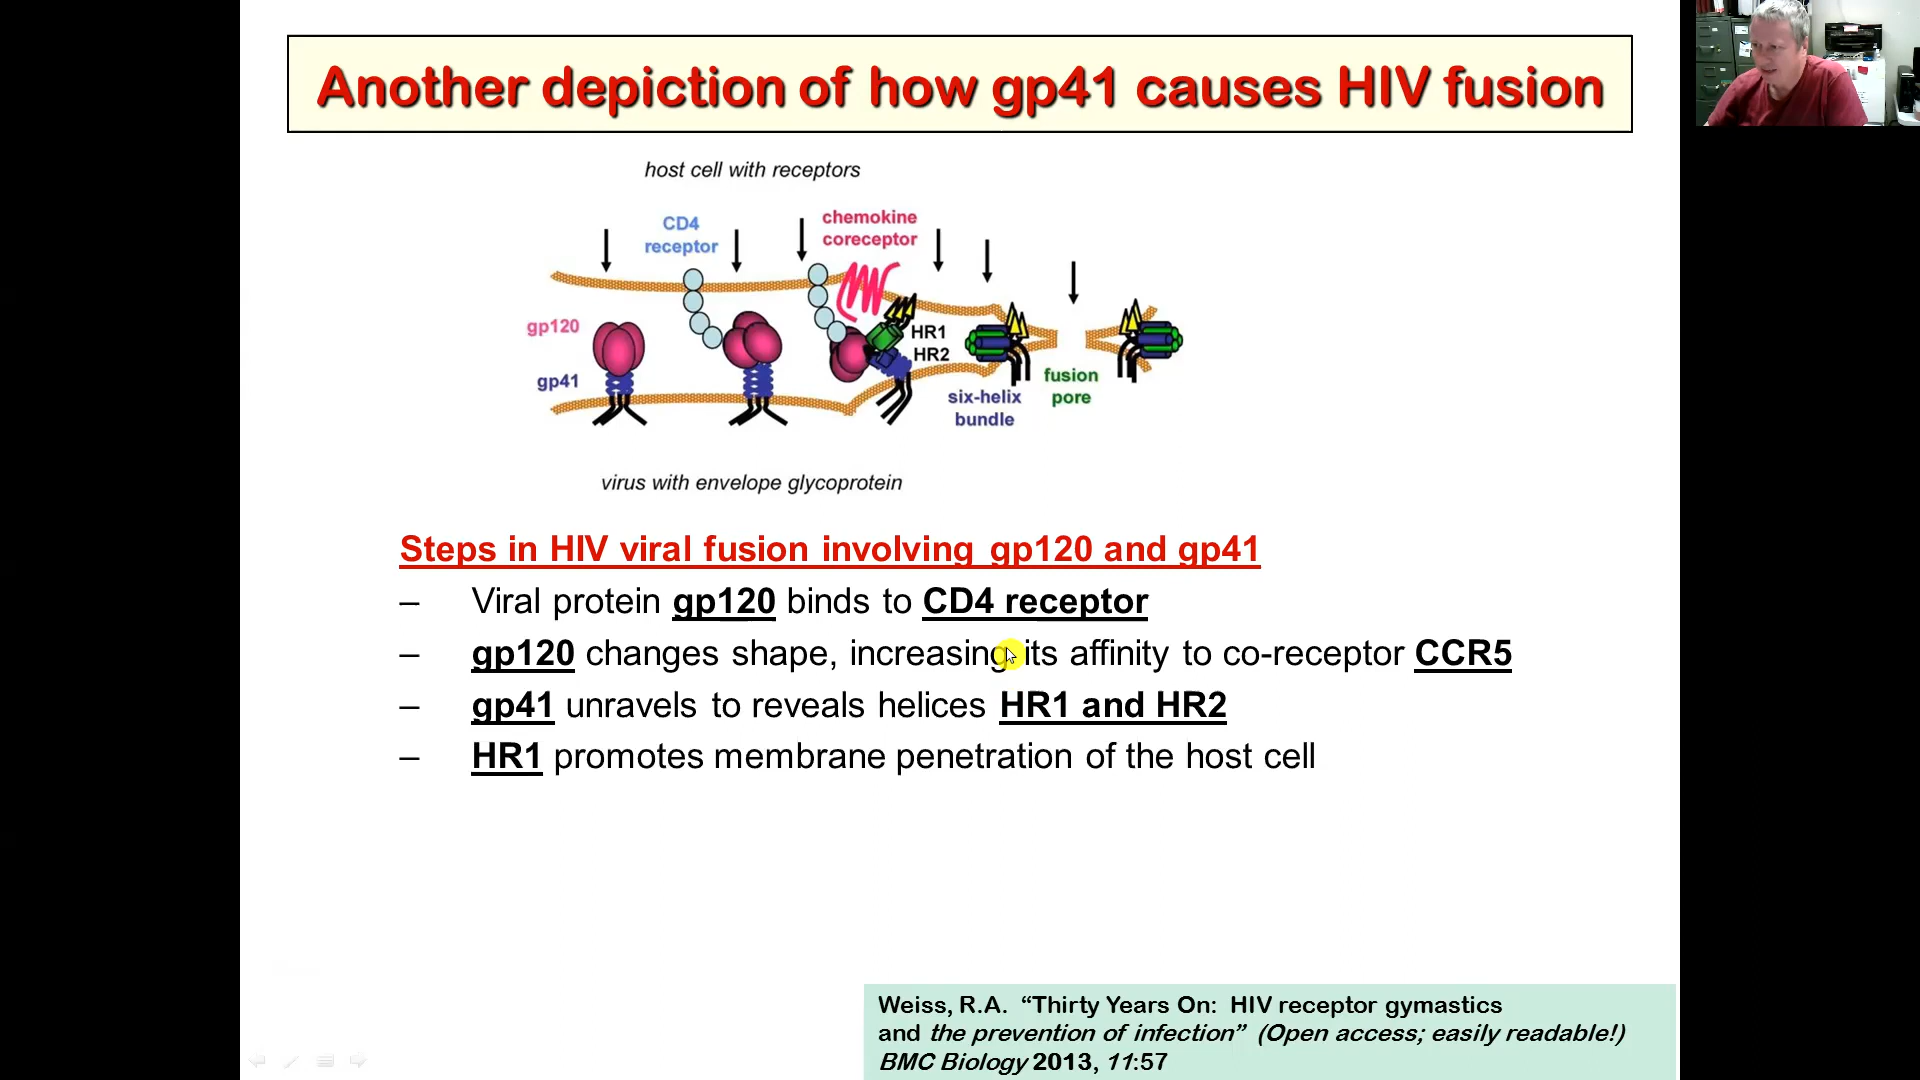 Another depiction of how gp41 causes HIV fusion
host cell with receptors
CD4
receptor
chemokine
coreceptor
gp120
gp41
HR1
HR2
six-helix
bundle
fusion
pore
virus with envelope glycoprotein
Steps in HIV viral fusion involving gp120 and gp41
– Viral protein gp120 binds to CD4 receptor
– gp120 changes shape, increasing its affinity to co-receptor CCR5
– gp41 unravels to reveals helices HR1 and HR2
– HR1 promotes membrane penetration of the host cell
Weiss, R.A. “Thirty Years On: HIV receptor gymastics
and the prevention of infection” (Open access; easily readable!)
BMC Biology 2013, 11:57